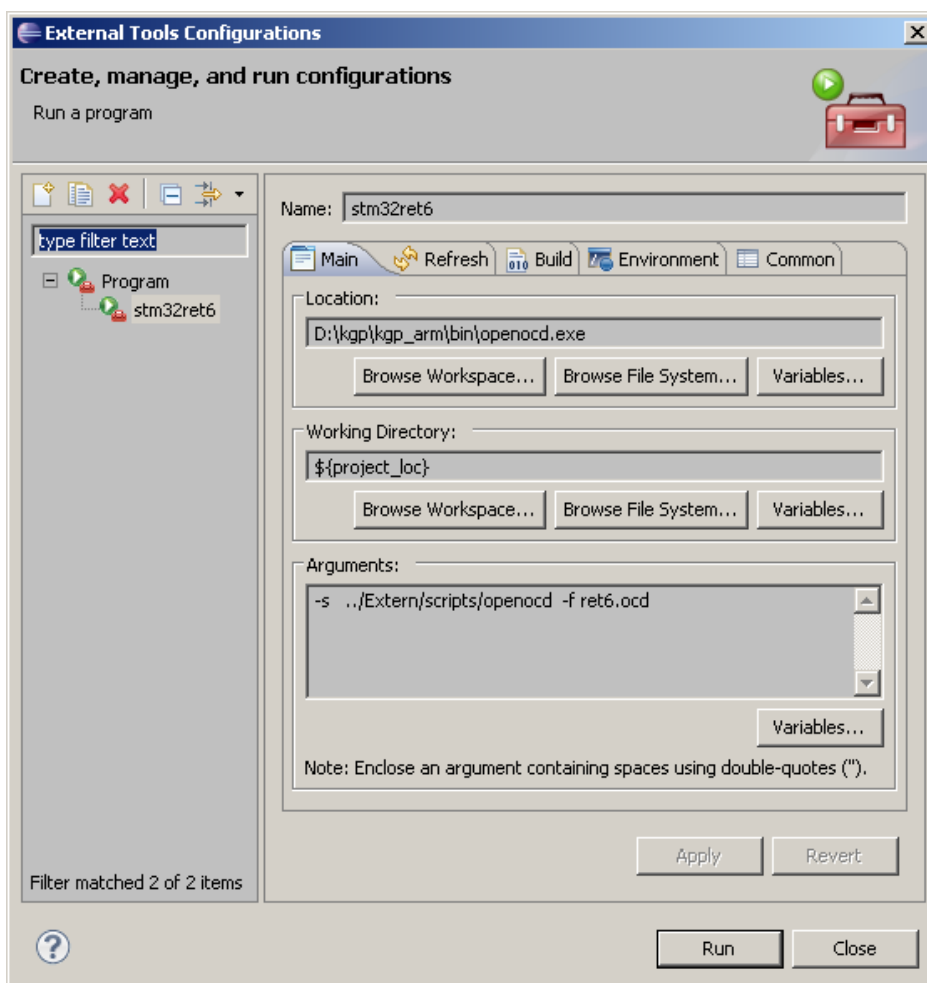 External Tools Configurations
Create, manage, and run configurations
Run a program
type filter text
Program
stm32ret6
Filter matched 2 of 2 items
Name: stm32ret6
Main Refresh 010 Build Environment Common
Location:
D:\kgp\kgp_arm\bin\openocd.exe
Browse Workspace... Browse File System... Variables...
Working Directory:
${project_loc}
Browse Workspace... Browse File System... Variables...
Arguments:
-s ../Extern/scripts/openocd -f ret6.ocd
Variables...
Note: Enclose an argument containing spaces using double-quotes (").
Apply Revert
? Run Close